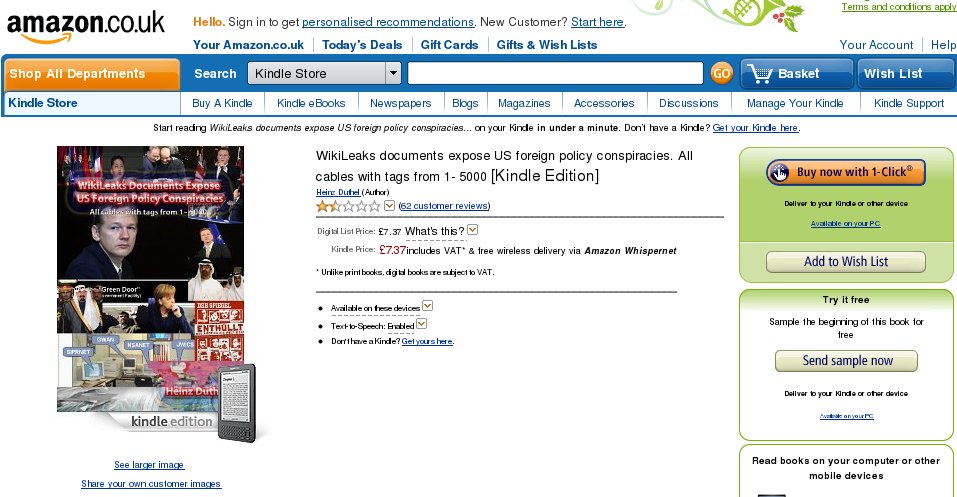 Terms and conditions apply
amazon.co.uk
Hello. Sign in to get personalised recommendations. New Customer? Start here.
Your Amazon.co.uk Today's Deals Gift Cards Gifts & Wish Lists
Your Account Help
Shop All Departments
Search Kindle Store GO
Basket Wish List
Kindle Store Buy A Kindle Kindle eBooks Newspapers Blogs Magazines Accessories Discussions Manage Your Kindle Kindle Support
Start reading WikiLeaks documents expose US foreign policy conspiracies... on your Kindle in under a minute. Don't have a Kindle? Get your Kindle here.
WikiLeaks Documents Expose
US Foreign Policy Conspiracies
All cables with tags from 1- 5000
"Green Door"
DER SPIEGEL
ENTHÜLLT
SIPRNET
GWAN
NSANET
JWICS
Heinz Duth
kindle edition
See larger image
Share your own customer images
WikiLeaks documents expose US foreign policy conspiracies. All
cables with tags from 1- 5000 [Kindle Edition]
Heinz Duthel (Author)
(62 customer reviews)
Digital List Price: £7.37 What's this?
Kindle Price: £7.37 includes VAT* & free wireless delivery via Amazon Whispernet
* Unlike print books, digital books are subject to VAT.
Available on these devices
Text-to-Speech: Enabled
Don't have a Kindle? Get yours here.
Buy now with 1-Click®
Deliver to your Kindle or other device
Available on your PC
Add to Wish List
Try it free
Sample the beginning of this book for
free
Send sample now
Deliver to your Kindle or other device
Available on your PC
Read books on your computer or other
mobile devices